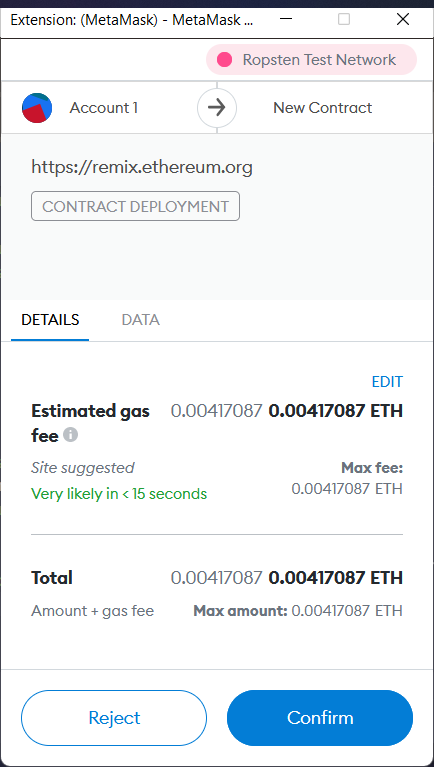 Extension: (MetaMask) - MetaMask ...
Ropsten Test Network
Account 1 New Contract
https://remix.ethereum.org
CONTRACT DEPLOYMENT
DETAILS DATA
EDIT
Estimated gas fee 0.00417087 0.00417087 ETH
Site suggested Max fee:
Very likely in < 15 seconds 0.00417087 ETH
Total 0.00417087 0.00417087 ETH
Amount + gas fee Max amount: 0.00417087 ETH
Reject Confirm